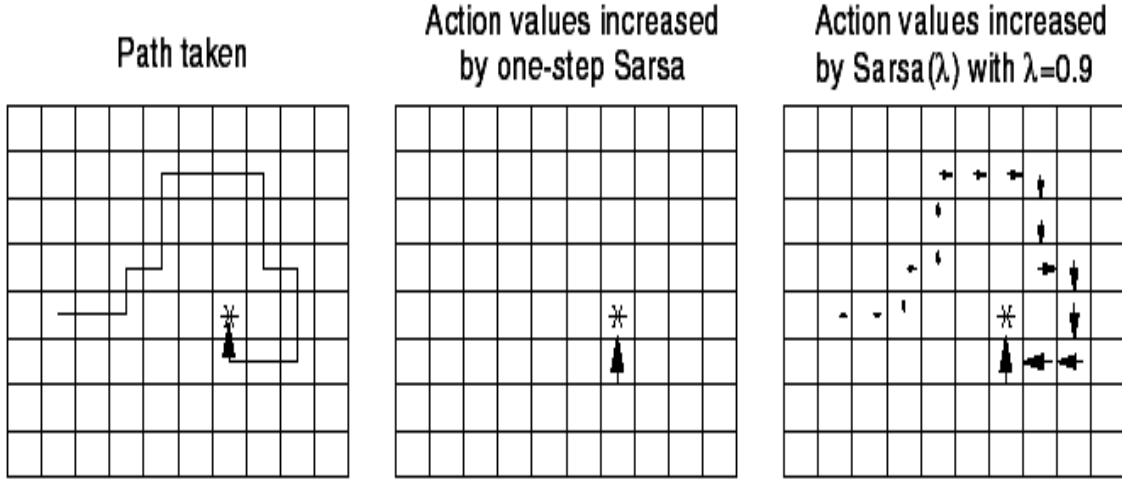 Path taken
Action values increased
by one-step Sarsa
Action values increased
by Sarsa(λ) with λ=0.9